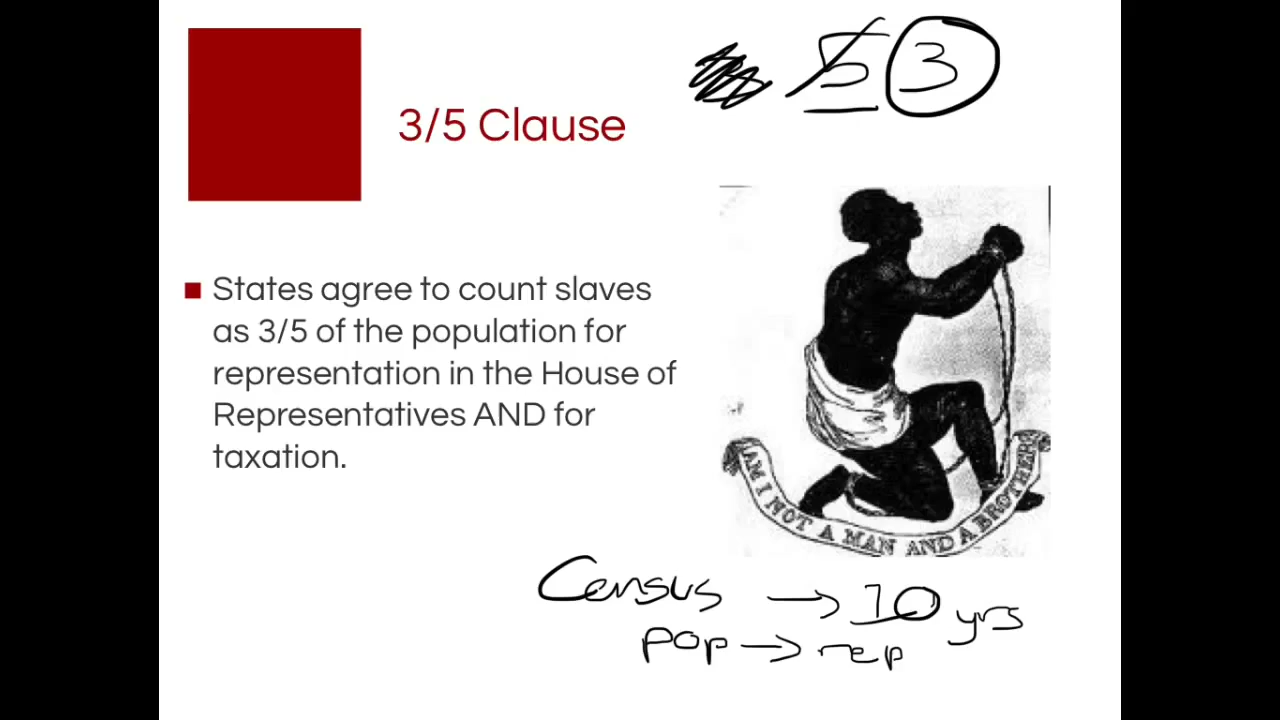 5 3
3/5 Clause
■ States agree to count slaves
as 3/5 of the population for
representation in the House of
Representatives AND for
taxation.
AM I NOT A MAN AND A BROTHER
Census → 10 yrs
pop → rep